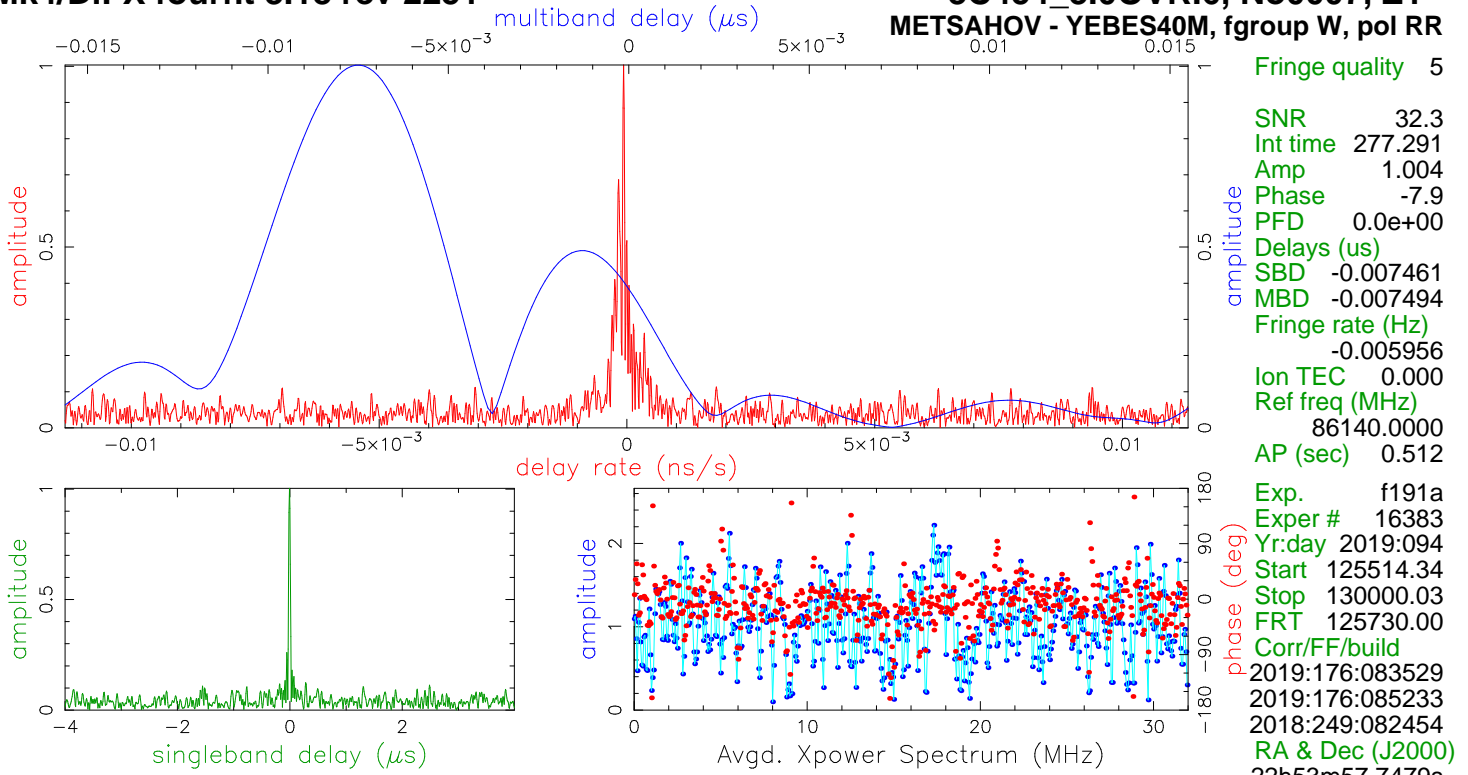 multiband delay (μs)
METSAHOV - YEBES40M, fgroup W, pol RR
−0.015 −0.01 −5×10⁻³ 0 5×10⁻³ 0.01 0.015
amplitude
0 0.5 1
amplitude
0 0.5 1
−0.01 −5×10⁻³ 0 5×10⁻³ 0.01
delay rate (ns/s)
Fringe quality 5
SNR 32.3
Int time 277.291
Amp 1.004
Phase -7.9
PFD 0.0e+00
Delays (us)
SBD -0.007461
MBD -0.007494
Fringe rate (Hz)
-0.005956
Ion TEC 0.000
Ref freq (MHz)
86140.0000
AP (sec) 0.512
Exp. f191a
Exper # 16383
Yr:day 2019:094
Start 125514.34
Stop 130000.03
FRT 125730.00
Corr/FF/build
2019:176:083529
2019:176:085233
2018:249:082454
RA & Dec (J2000)
amplitude
0 0.5 1
−4 −2 0 2
singleband delay (μs)
amplitude
0 1 2
phase (deg)
−180 −90 0 90 180
0 10 20 30
Avgd. Xpower Spectrum (MHz)